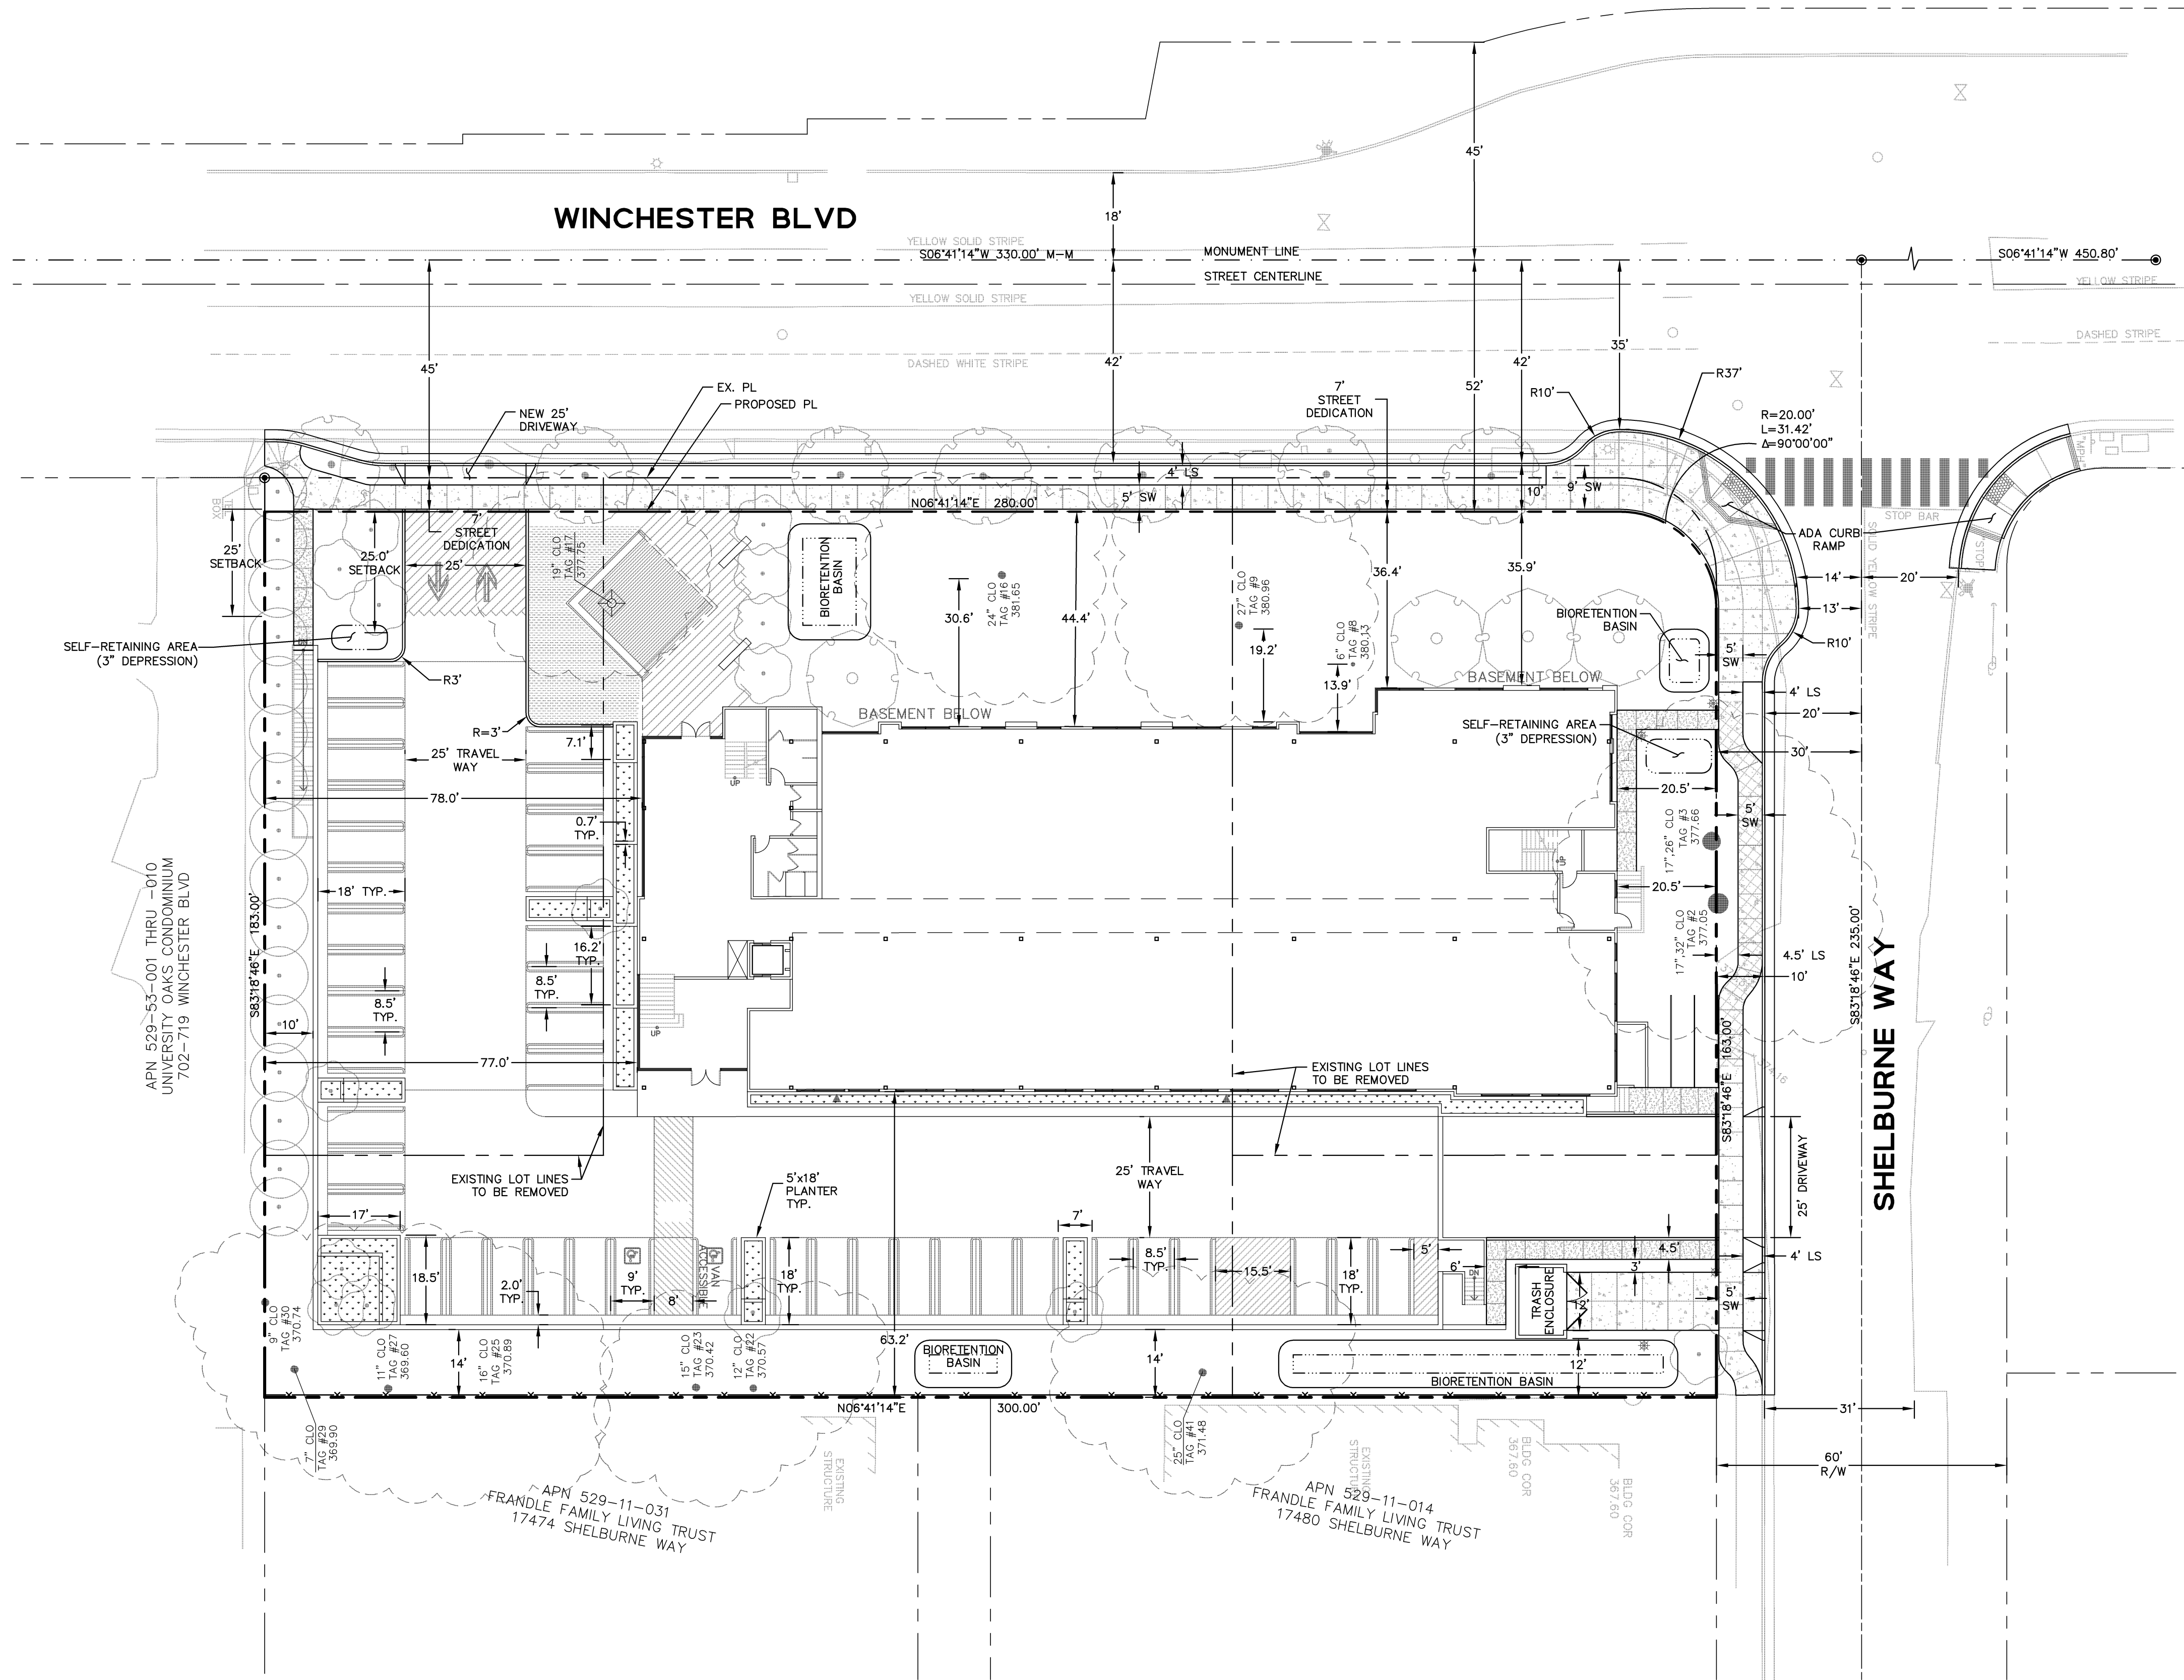 45'
18'
WINCHESTER BLVD
YELLOW SOLID STRIPE
S06°41'14"W 330.00' M-M
MONUMENT LINE
STREET CENTERLINE
S06°41'14"W 450.80'
YELLOW STRIPE
YELLOW SOLID STRIPE
DASHED STRIPE
DASHED WHITE STRIPE
45'
42'
52'
42'
35'
EX. PL
PROPOSED PL
NEW 25'
DRIVEWAY
7'
STREET
DEDICATION
R10'
R37'
R=20.00'
L=31.42'
Δ=90°00'00"
4' LS
5' SW
10'
9' SW
N06°41'14"E 280.00'
STOP BAR
STOP
SOLID YELLOW STRIPE
ADA CURB
RAMP
14'
20'
13'
R10'
BOX
25'
SETBACK
25.0'
SETBACK
7'
STREET
DEDICATION
25'
19" CLO
TAG #17
377.75
BIORETENTION
BASIN
24" CLO
TAG #16
381.65
30.6'
44.4'
27" CLO
TAG #9
380.96
19.2'
6" CLO
TAG #8
380.13
13.9'
36.4'
35.9'
BIORETENTION
BASIN
5'
SW
SELF-RETAINING AREA
(3" DEPRESSION)
DN
R3'
R=3'
BASEMENT BELOW
BASEMENT BELOW
4' LS
20'
30'
SELF-RETAINING AREA
(3" DEPRESSION)
7.1'
25' TRAVEL
WAY
78.0'
UP
20.5'
0.7'
TYP.
17",26" CLO
TAG #3
377.66
5'
SW
UP
18' TYP.
20.5'
17",32" CLO
TAG #2
377.05
APN 529-53-001 THRU -010
UNIVERSITY OAKS CONDOMINIUM
702-719 WINCHESTER BLVD
S83°18'46"E 183.00'
16.2'
TYP.
8.5'
TYP.
8.5'
TYP.
10'
UP
4.5' LS
10'
S83°18'46"E 235.00'
SHELBURNE WAY
77.0'
EXISTING LOT LINES
TO BE REMOVED
S83°18'46"E 163.00'
374.16
EXISTING LOT LINES
TO BE REMOVED
5'x18'
PLANTER
TYP.
25' TRAVEL
WAY
25' DRIVEWAY
17'
18.5'
2.0'
TYP.
9'
TYP.
8'
VAN
ACCESSIBLE
18'
TYP.
7'
8.5'
TYP.
15.5'
18'
TYP.
5'
6'
DN
TRASH
ENCLOSURE
12'
3'
4.5'
4' LS
5'
SW
9" CLO
TAG #30
370.74
11" CLO
TAG #27
369.60
16" CLO
TAG #25
370.89
14'
15" CLO
TAG #23
370.42
12" CLO
TAG #22
370.57
63.2'
BIORETENTION
BASIN
14'
12'
BIORETENTION BASIN
N06°41'14"E
300.00'
31'
7" CLO
TAG #29
369.90
25" CLO
TAG #41
371.48
EXISTING
STRUCTURE
EXISTING
STRUCTURE
BLDG COR
367.60
BLDG COR
367.60
60'
R/W
APN 529-11-031
FRANDLE FAMILY LIVING TRUST
17474 SHELBURNE WAY
APN 529-11-014
FRANDLE FAMILY LIVING TRUST
17480 SHELBURNE WAY